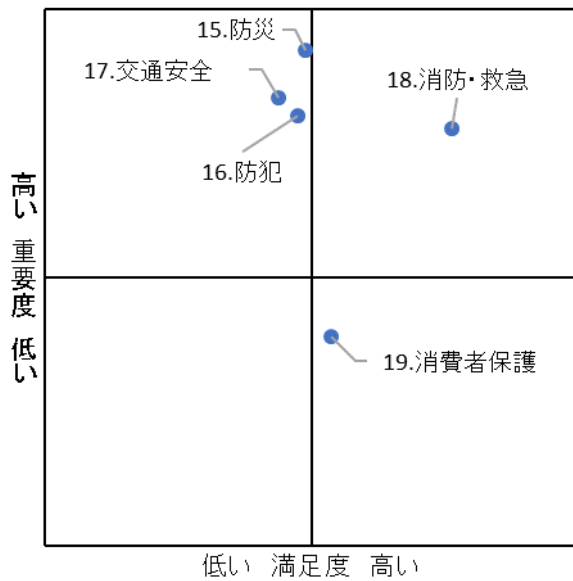 15.防災
17.交通安全
18.消防・救急
16.防犯
高い 重要度 低い
19.消費者保護
低い 満足度 高い